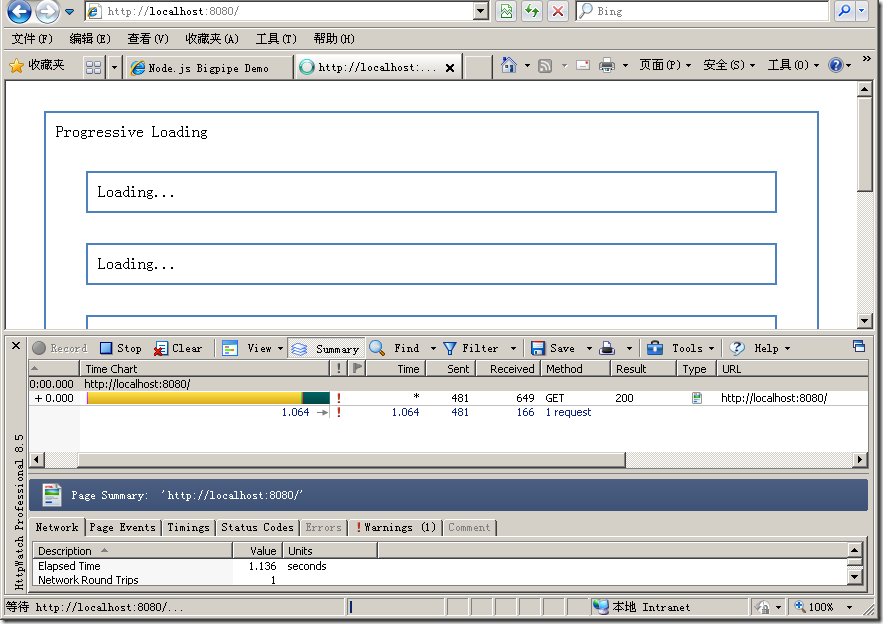 http://localhost:8080/ Bing
文件(F) 编辑(E) 查看(V) 收藏夹(A) 工具(T) 帮助(H)
收藏夹 Node.js Bigpipe Demo http://localhost:... 页面(P) 安全(S) 工具(O) »
Progressive Loading
Loading...
Loading...
Record Stop Clear View Summary Find Filter Save Tools Help
Time Chart ! Time Sent Received Method Result Type URL
0:00.000 http://localhost:8080/
+ 0.000 ! * 481 649 GET 200 http://localhost:8080/
1.064 ! 1.064 481 166 1 request
HttpWatch Professional 8.5
Page Summary: 'http://localhost:8080/'
Network Page Events Timings Status Codes Errors !Warnings (1) Comment
Description Value Units
Elapsed Time 1.136 seconds
Network Round Trips 1
等待 http://localhost:8080/... 本地 Intranet 100%